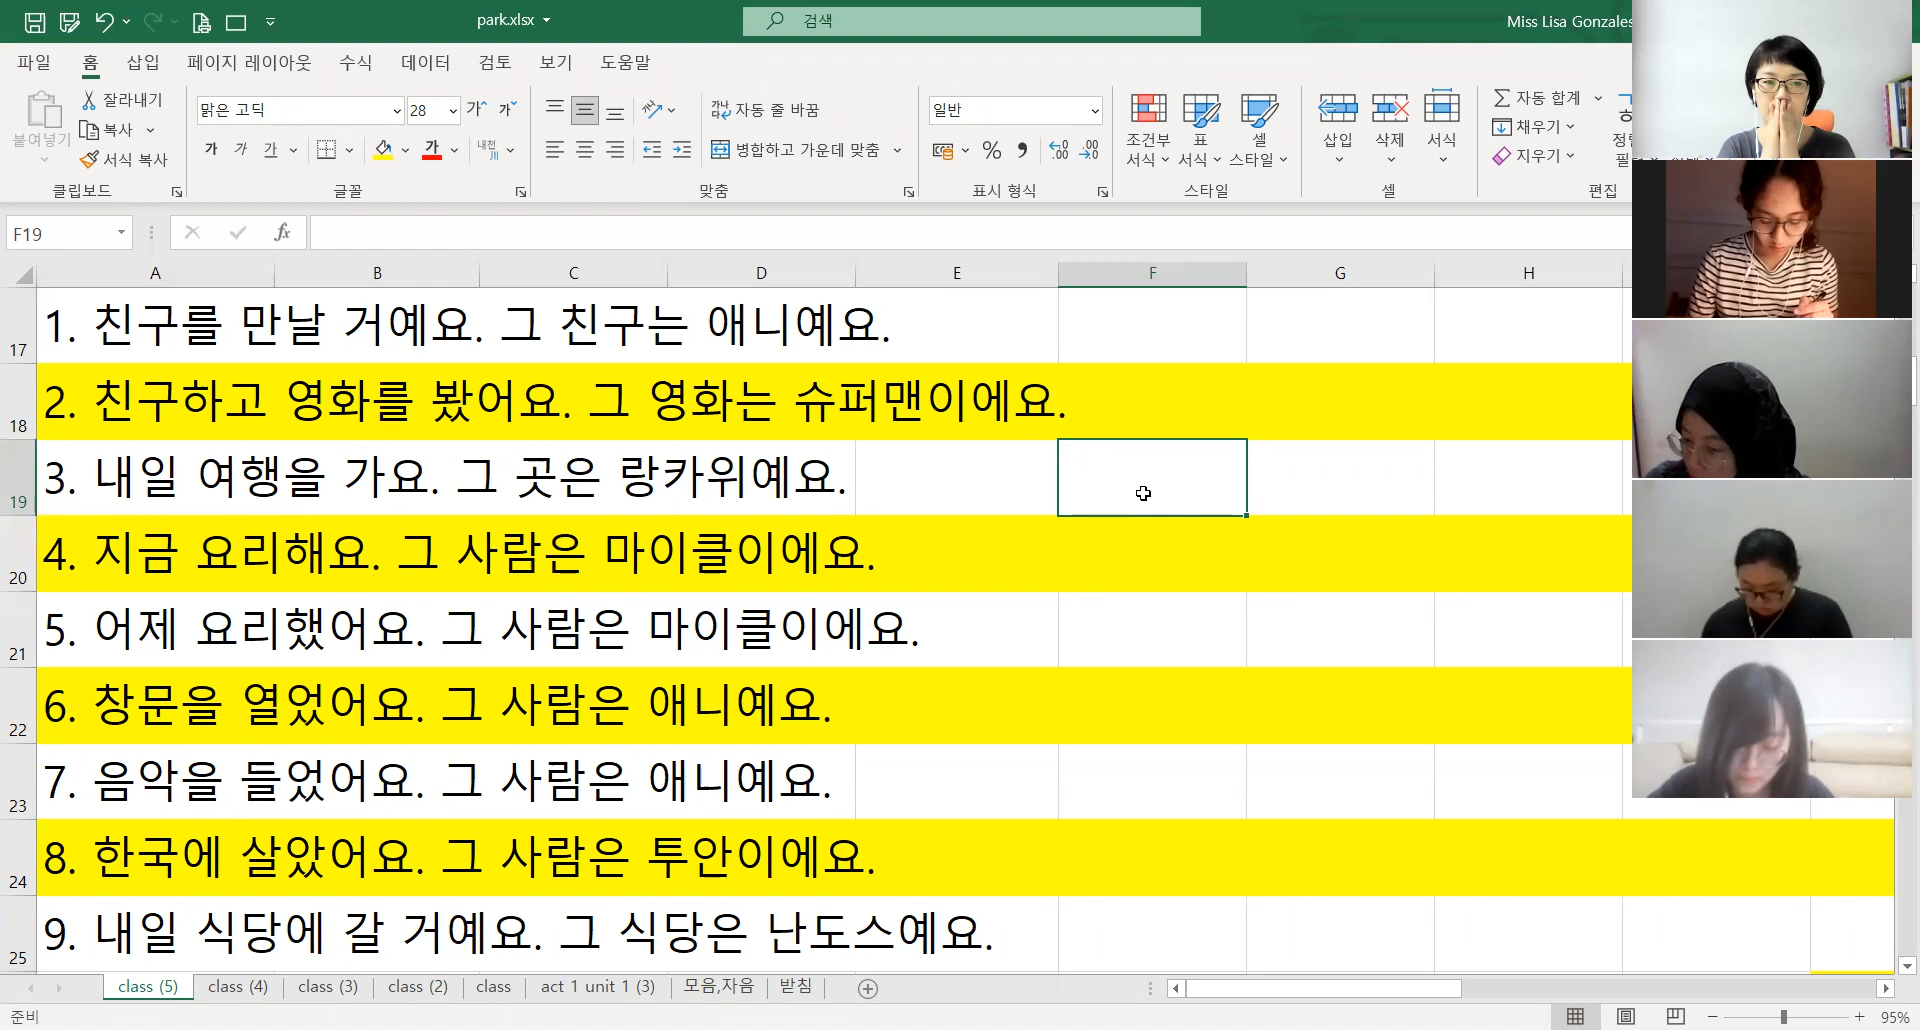 park.xlsx
검색
Miss Lisa Gonzales
파일 홈 삽입 페이지 레이아웃 수식 데이터 검토 보기 도움말
붙여넣기
잘라내기
복사
서식 복사
클립보드
맑은 고딕 28 가 가
가 가 가 가 내천
글꼴
자동 줄 바꿈
병합하고 가운데 맞춤
맞춤
일반
% .00 .00
표시 형식
조건부 서식
표 서식
셀 스타일
스타일
삽입 삭제 서식
셀
자동 합계
채우기
지우기
편집
F19 fx
A B C D E F G H
17 1. 친구를 만날 거예요. 그 친구는 애니예요.
18 2. 친구하고 영화를 봤어요. 그 영화는 슈퍼맨이에요.
19 3. 내일 여행을 가요. 그 곳은 랑카위예요.
20 4. 지금 요리해요. 그 사람은 마이클이에요.
21 5. 어제 요리했어요. 그 사람은 마이클이에요.
22 6. 창문을 열었어요. 그 사람은 애니예요.
23 7. 음악을 들었어요. 그 사람은 애니예요.
24 8. 한국에 살았어요. 그 사람은 투안이에요.
25 9. 내일 식당에 갈 거예요. 그 식당은 난도스예요.
class (5) class (4) class (3) class (2) class act 1 unit 1 (3) 모음,자음 받침
준비 95%